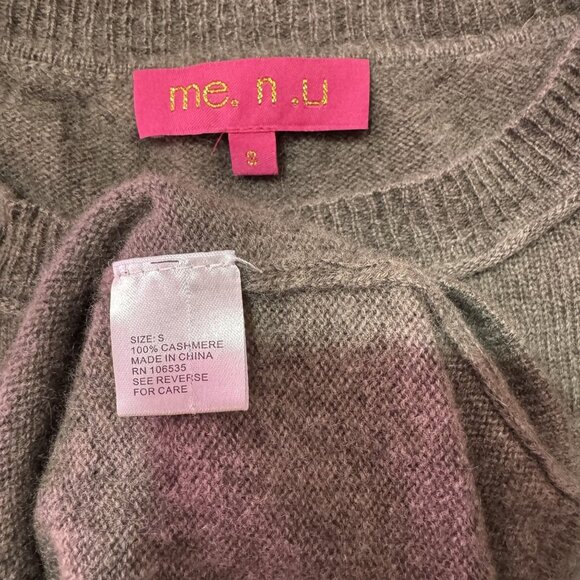 me. n .u
S
SIZE: S
100% CASHMERE
MADE IN CHINA
RN 106535
SEE REVERSE
FOR CARE